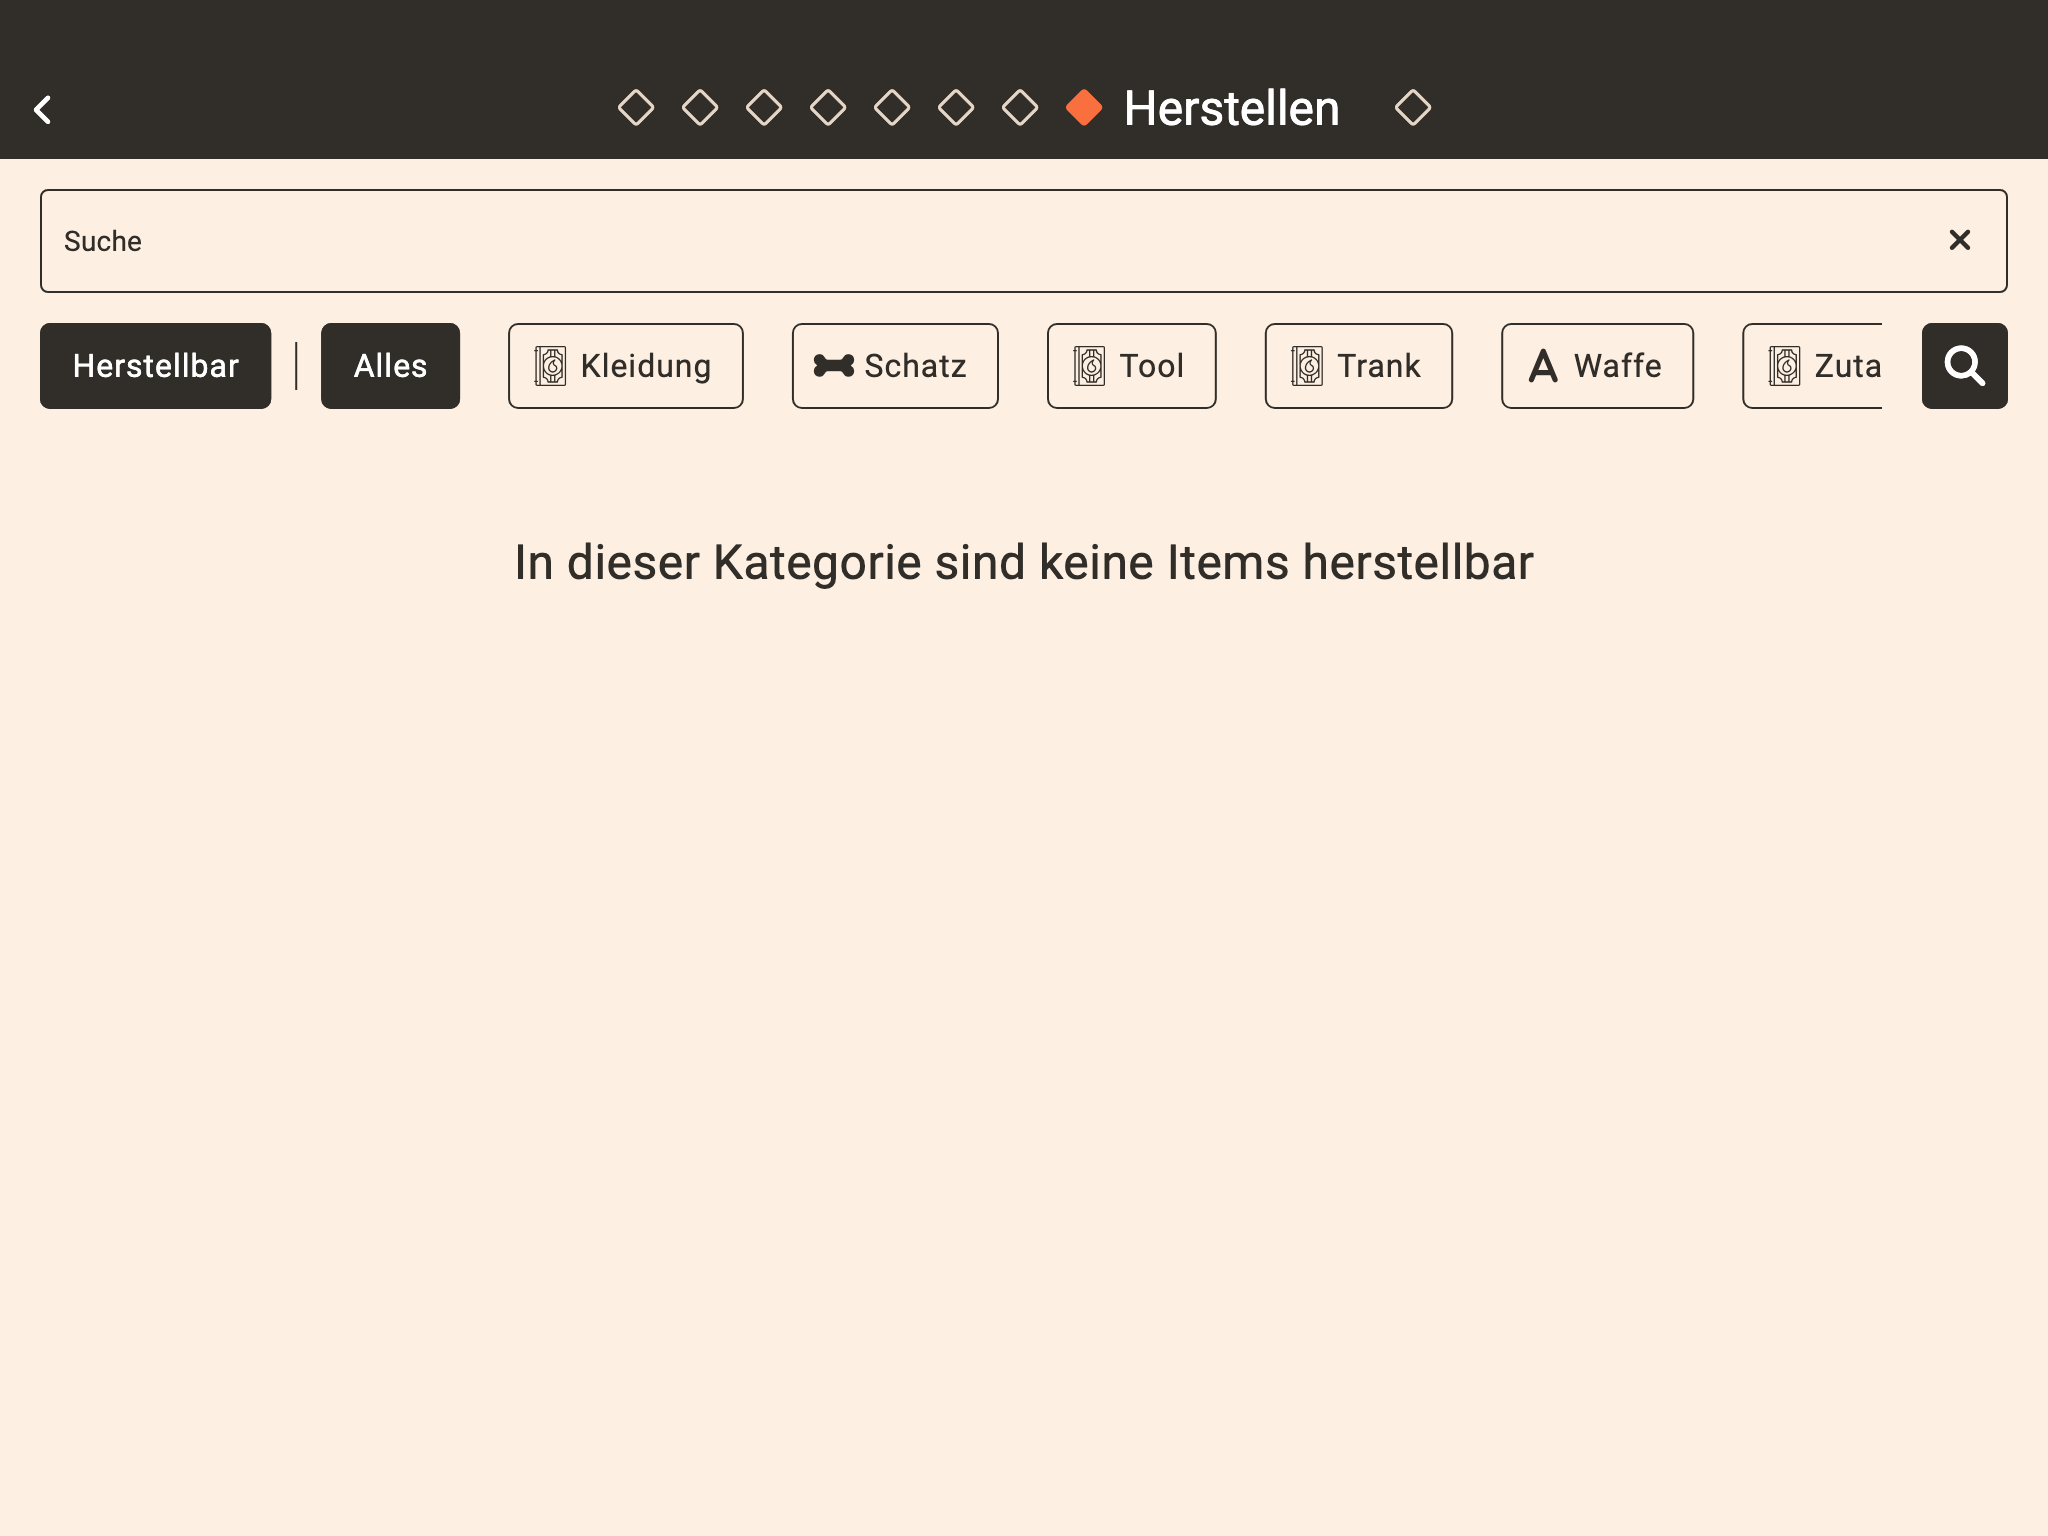 Herstellen
Suche
Herstellbar Alles Kleidung Schatz Tool Trank A Waffe Zuta
In dieser Kategorie sind keine Items herstellbar